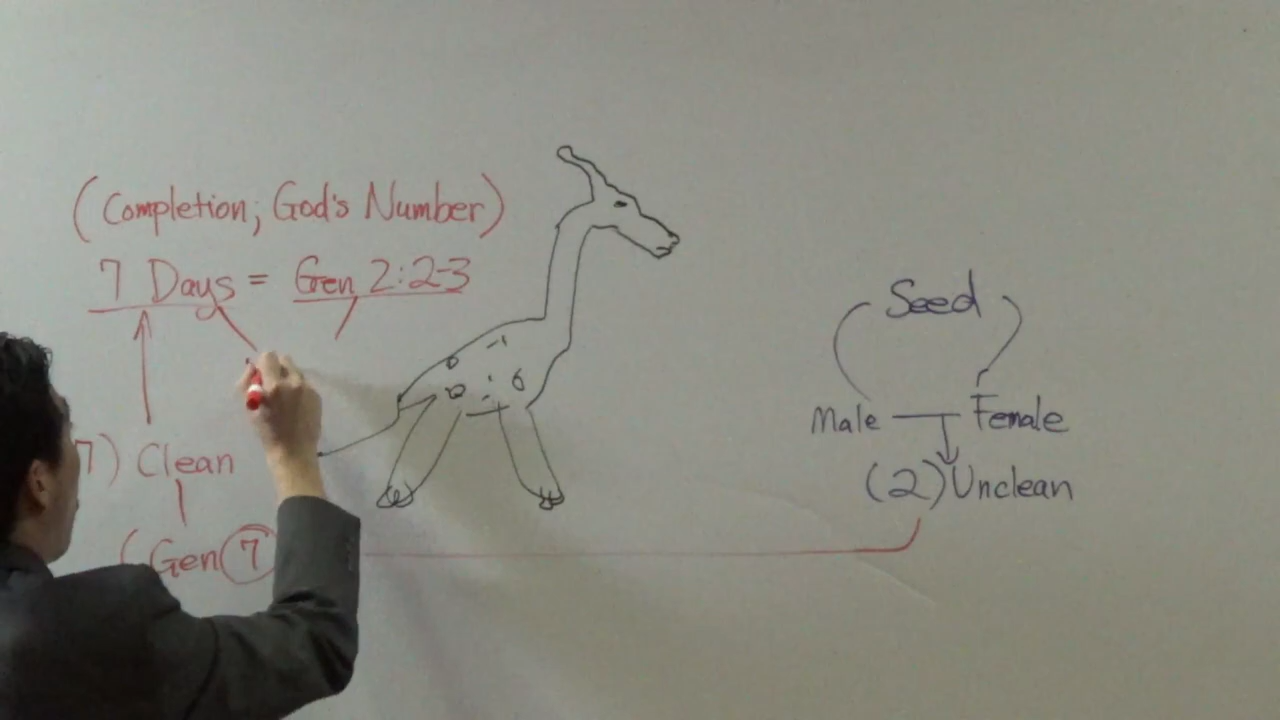 (Completion; God's Number)
7 Days = Gen 2:2-3
7) Clean
(Gen 7
Seed
Male Female
(2) Unclean